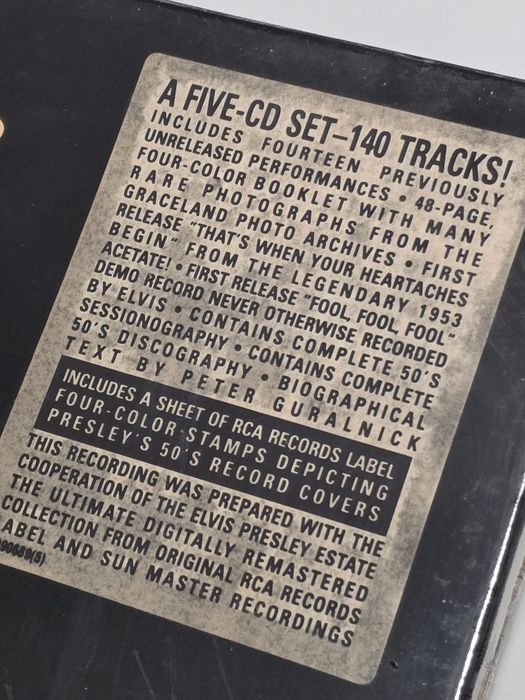 A FIVE-CD SET–140 TRACKS!
INCLUDES FOURTEEN PREVIOUSLY
UNRELEASED PERFORMANCES • 48-PAGE,
FOUR-COLOR BOOKLET WITH MANY
RARE PHOTOGRAPHS FROM THE
GRACELAND PHOTO ARCHIVES • FIRST
RELEASE "THAT'S WHEN YOUR HEARTACHES
BEGIN" FROM THE LEGENDARY 1953
ACETATE! • FIRST RELEASE "FOOL, FOOL, FOOL"
DEMO RECORD NEVER OTHERWISE RECORDED
BY ELVIS • CONTAINS COMPLETE 50'S
SESSIONOGRAPHY • CONTAINS COMPLETE
50'S DISCOGRAPHY • BIOGRAPHICAL
TEXT BY PETER GURALNICK
INCLUDES A SHEET OF RCA RECORDS LABEL
FOUR-COLOR-STAMPS DEPICTING
PRESLEY'S 50'S RECORD COVERS
THIS RECORDING WAS PREPARED WITH THE
COOPERATION OF THE ELVIS PRESLEY ESTATE
THE ULTIMATE DIGITALLY REMASTERED
COLLECTION FROM ORIGINAL RCA RECORDS
LABEL AND SUN MASTER RECORDINGS